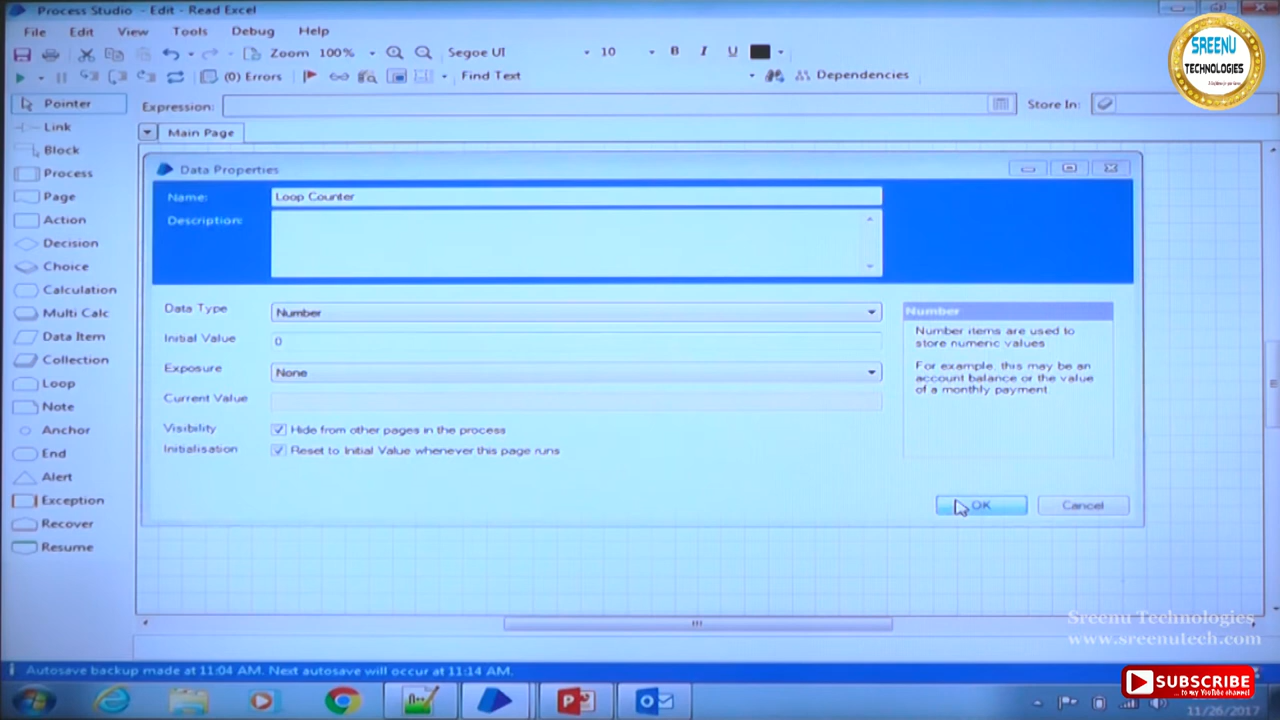 Process Studio - Edit - Read Excel
File Edit View Tools Debug Help
Zoom 100% Segoe UI 10 B I U
(0) Errors Find Text Dependencies
SREENU
TECHNOLOGIES
Pointer
Link
Block
Process
Page
Action
Decision
Choice
Calculation
Multi Calc
Data Item
Collection
Loop
Note
Anchor
End
Alert
Exception
Recover
Resume
Expression: Store In:
Main Page
Data Properties
Name: Loop Counter
Description:
Data Type Number
Initial Value 0
Exposure None
Current Value
Visibility Hide from other pages in the process
Initialisation Reset to Initial Value whenever this page runs
Number
Number items are used to
store numeric values
For example, this may be an
account balance or the value
of a monthly payment
OK Cancel
Sreenu Technologies
www.sreenutech.com
Autosave backup made at 11:04 AM. Next autosave will occur at 11:14 AM.
SUBSCRIBE
... to my YouTube channel
11/26/2017